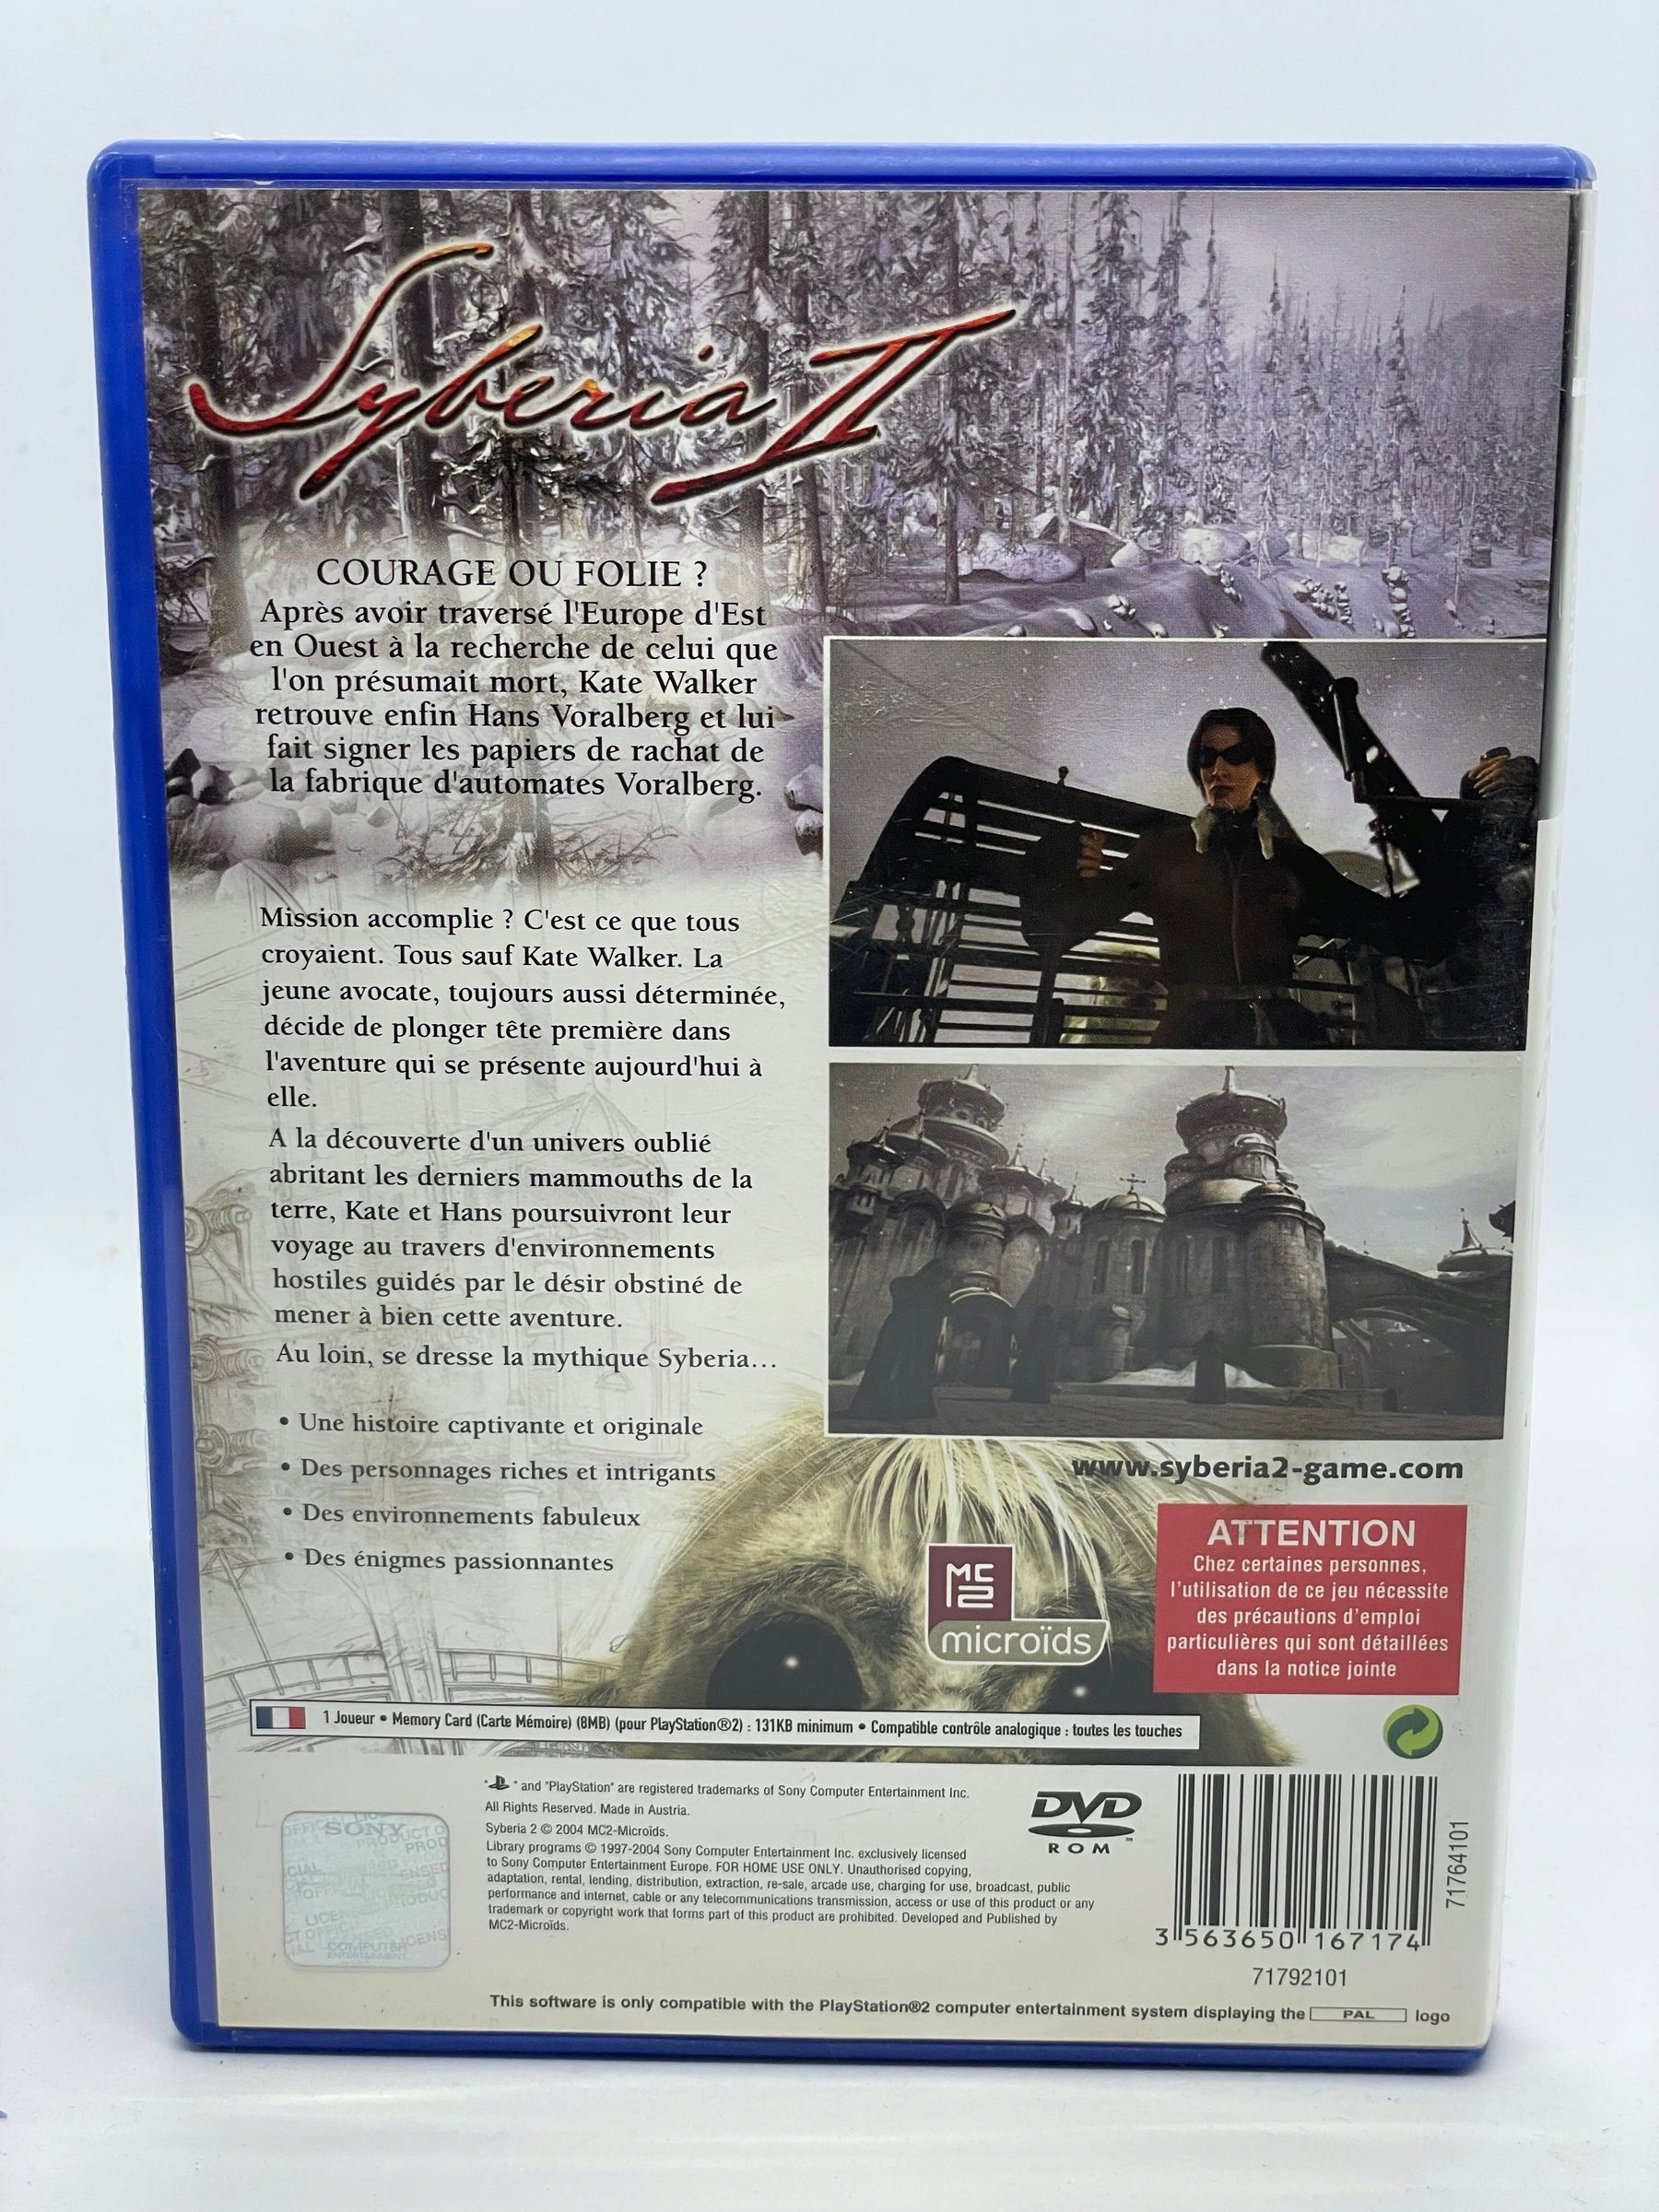 Syberia II
COURAGE OU FOLIE ?
Après avoir traversé l'Europe d'Est
en Ouest à la recherche de celui que
l'on présumait mort, Kate Walker
retrouve enfin Hans Voralberg et lui
fait signer les papiers de rachat de
la fabrique d'automates Voralberg.
Mission accomplie ? C'est ce que tous
croyaient. Tous sauf Kate Walker. La
jeune avocate, toujours aussi déterminée,
décide de plonger tête première dans
l'aventure qui se présente aujourd'hui à
elle.
A la découverte d'un univers oublié
abritant les derniers mammouths de la
terre, Kate et Hans poursuivront leur
voyage au travers d'environnements
hostiles guidés par le désir obstiné de
mener à bien cette aventure.
Au loin, se dresse la mythique Syberia...
• Une histoire captivante et originale
• Des personnages riches et intrigants
• Des environnements fabuleux
• Des énigmes passionnantes
www.syberia2-game.com
ATTENTION
Chez certaines personnes,
l'utilisation de ce jeu nécessite
des précautions d'emploi
particulières qui sont détaillées
dans la notice jointe
MC2
microïds
1 Joueur • Memory Card (Carte Mémoire) (8MB) (pour PlayStation®2) : 131KB minimum • Compatible contrôle analogique : toutes les touches
" " and "PlayStation" are registered trademarks of Sony Computer Entertainment Inc.
All Rights Reserved. Made in Austria.
Syberia 2 © 2004 MC2-Microïds.
Library programs © 1997-2004 Sony Computer Entertainment Inc. exclusively licensed
to Sony Computer Entertainment Europe. FOR HOME USE ONLY. Unauthorised copying,
adaptation, rental, lending, distribution, extraction, re-sale, arcade use, charging for use, broadcast, public
performance and internet, cable or any telecommunications transmission, access or use of this product or any
trademark or copyright work that forms part of this product are prohibited. Developed and Published by
MC2-Microïds.
DVD
ROM
3 563650 167174
71764101
71792101
SONY
COMPUTER
ENTERTAINMENT
This software is only compatible with the PlayStation®2 computer entertainment system displaying the PAL logo